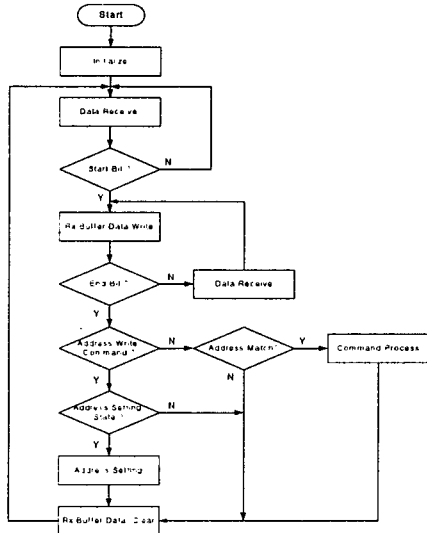 Start
Initialize
Data Receive
Start Bit ?
N
Y
Rx Buffer Data Write
End Bit ?
N
Data Receive
Y
Address Write
Command ?
N
Address Match ?
Y
Command Process
Y
N
Address Setting
State ?
N
Y
Address Setting
Rx Buffer Data Clear